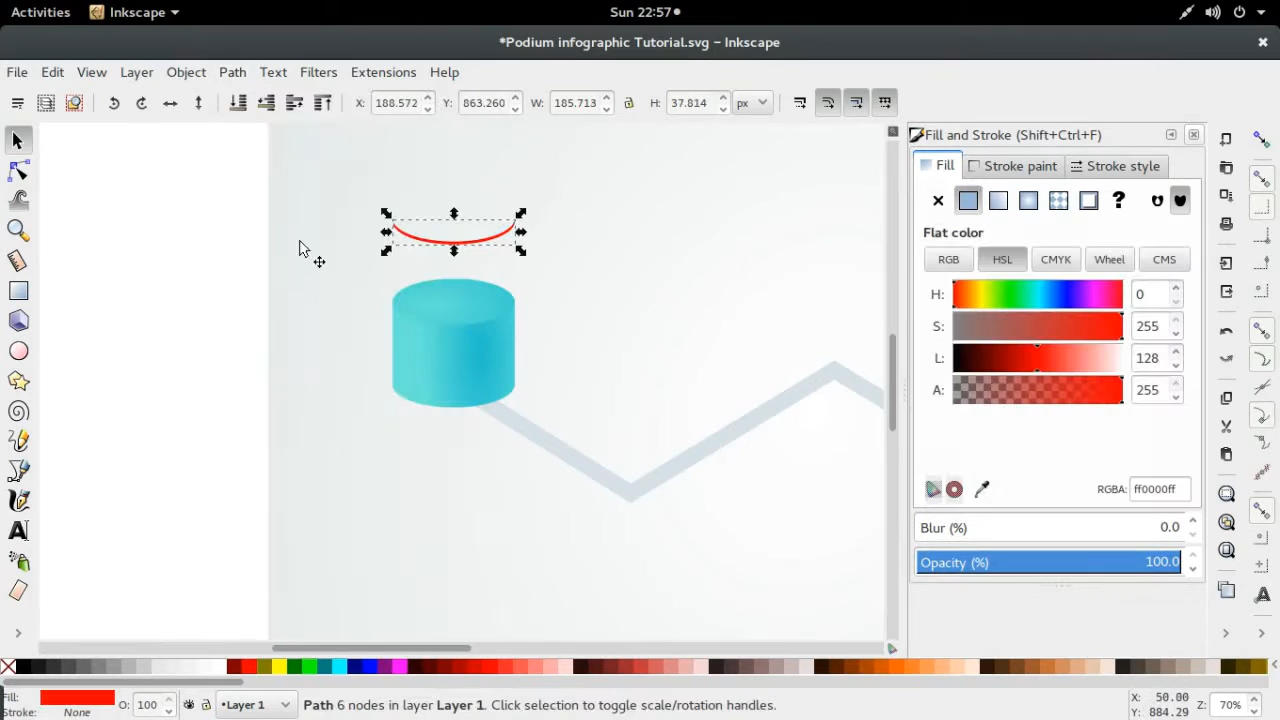 Activities Inkscape Sun 22:57
*Podium infographic Tutorial.svg – Inkscape
File Edit View Layer Object Path Text Filters Extensions Help
X: 188.572 Y: 863.260 W: 185.713 H: 37.814 px
Fill and Stroke (Shift+Ctrl+F)
Fill Stroke paint Stroke style
?
Flat color
RGB HSL CMYK Wheel CMS
H: 0
S: 255
L: 128
A: 255
RGBA: ff0000ff
Blur (%) 0.0
Opacity (%) 100.0
Fill: O: 100 •Layer 1 Path 6 nodes in layer Layer 1. Click selection to toggle scale/rotation handles. X: 50.00 Z: 70%
Stroke: None Y: 884.29